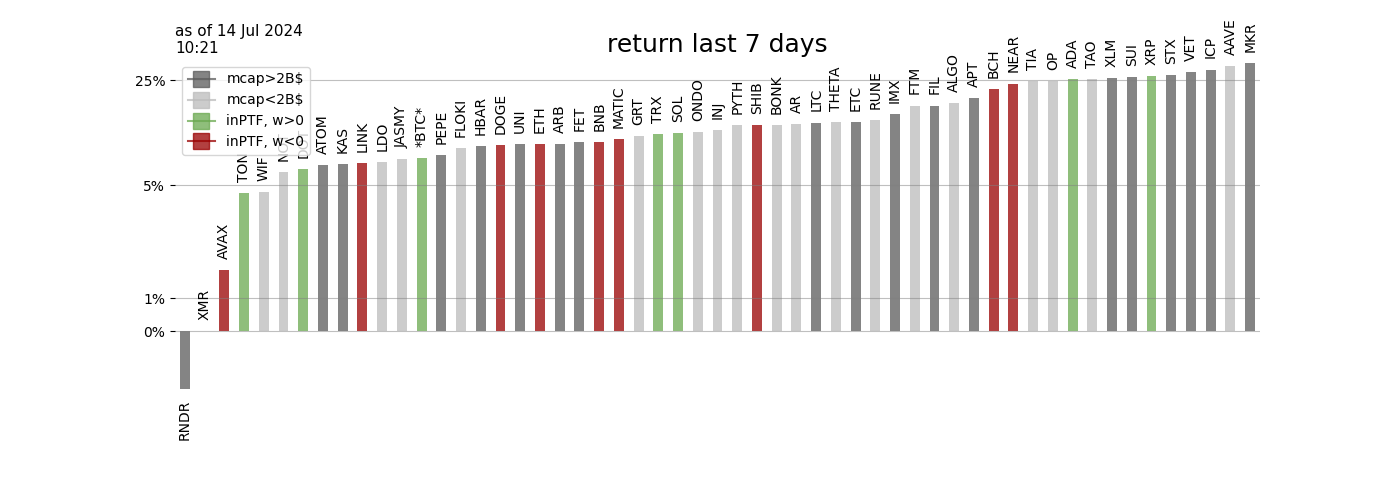 as of 14 Jul 2024
10:21
return last 7 days
mcap>2B$
mcap<2B$
inPTF, w>0
inPTF, w<0
25%
5%
1%
0%
RNDR
XMR
AVAX
TON
WIF
ATOM
KAS
LINK
LDO
JASMY
*BTC*
PEPE
FLOKI
HBAR
DOGE
UNI
ETH
ARB
FET
BNB
MATIC
GRT
TRX
SOL
ONDO
INJ
PYTH
SHIB
BONK
AR
LTC
THETA
ETC
RUNE
IMX
FTM
FIL
ALGO
APT
BCH
NEAR
TIA
OP
ADA
TAO
XLM
SUI
XRP
STX
VET
ICP
AAVE
MKR